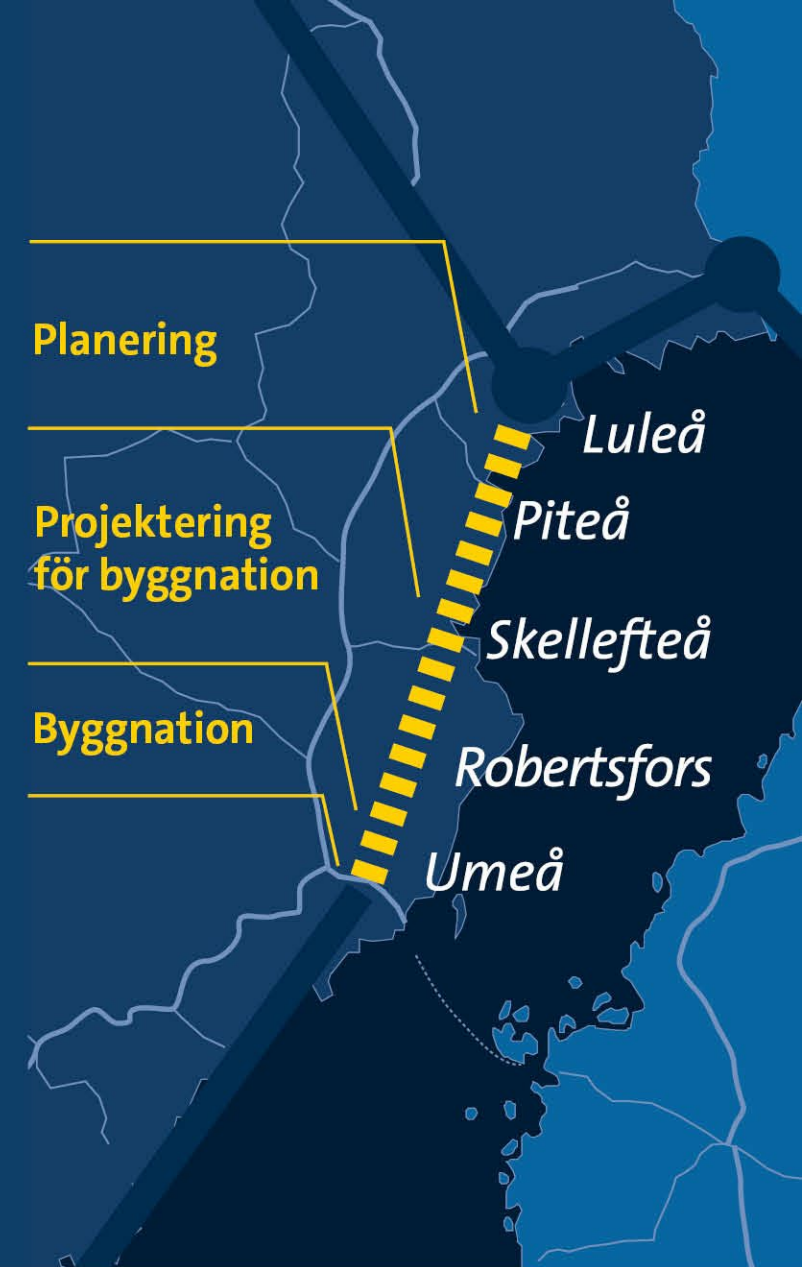 Planering
Luleå
Projektering
för byggnation
Piteå
Skellefteå
Byggnation
Robertsfors
Umeå